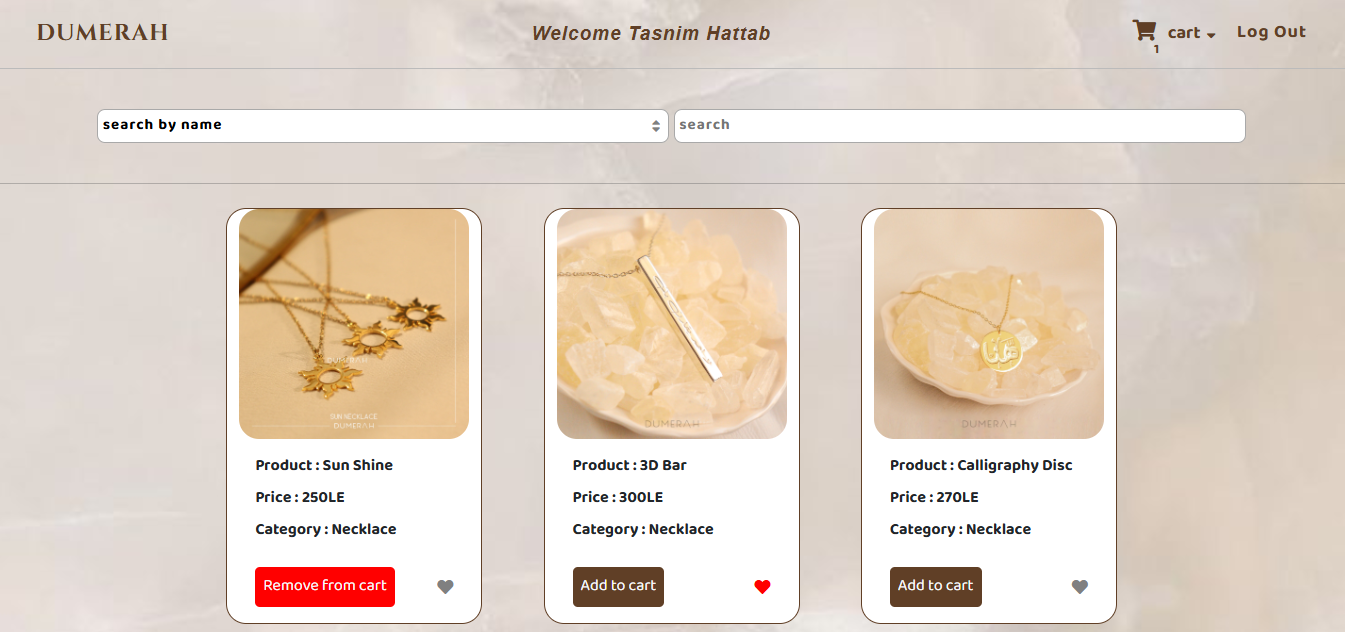 DUMERAH
Welcome Tasnim Hattab
1
cart
Log Out
search by name
search
DUMERAH
SUN NECKLACE
DUMERAH
DUMERAH
DUMERAH
Product : Sun Shine
Price : 250LE
Category : Necklace
Remove from cart
Product : 3D Bar
Price : 300LE
Category : Necklace
Add to cart
Product : Calligraphy Disc
Price : 270LE
Category : Necklace
Add to cart